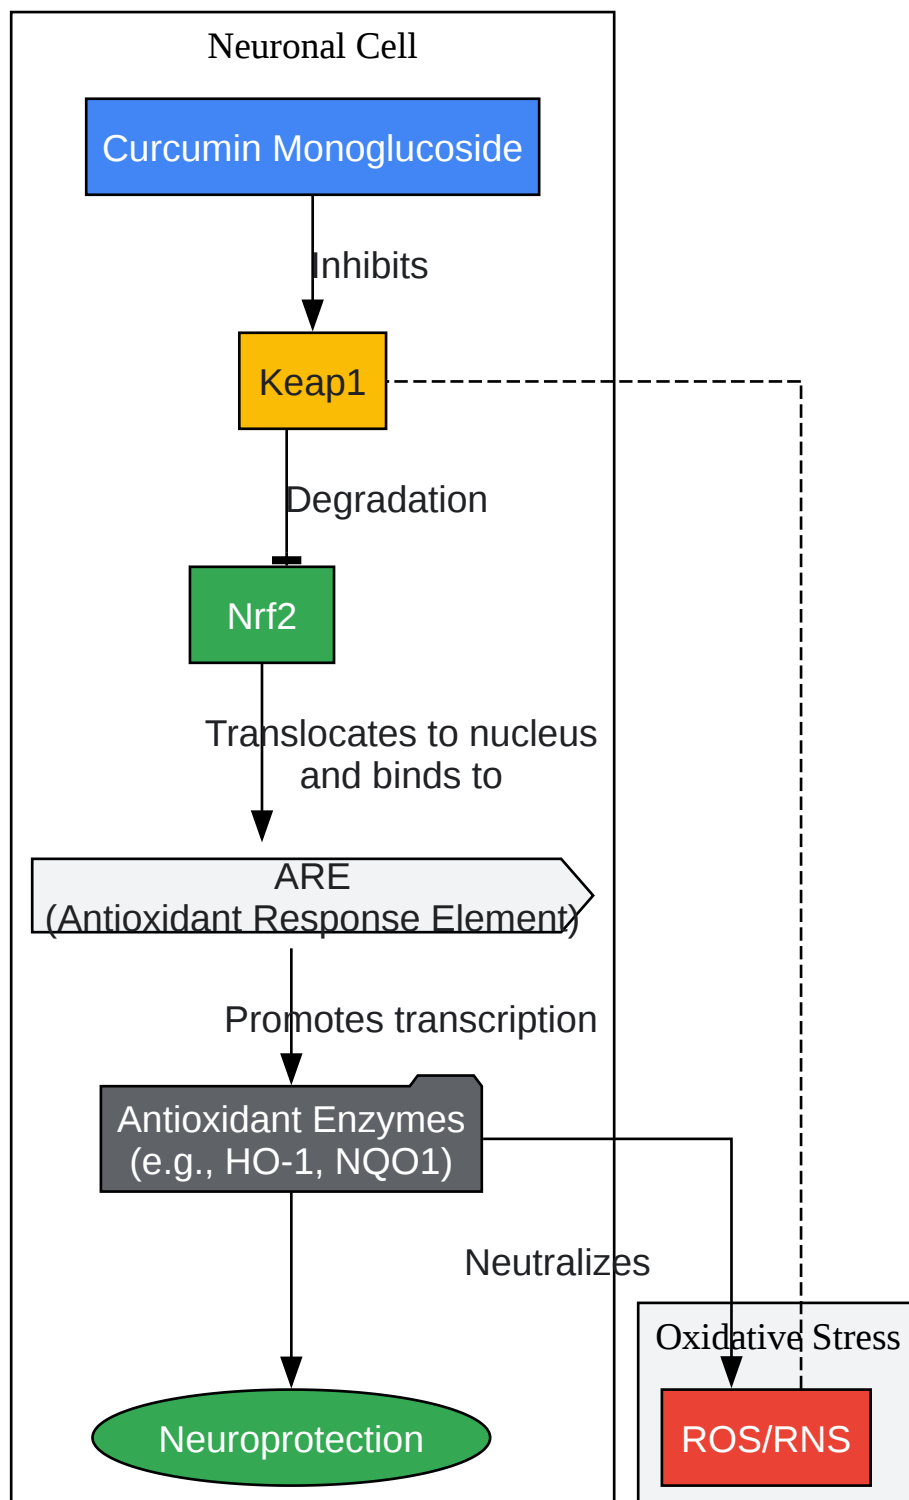 Neuronal Cell
Curcumin Monoglucoside
Inhibits
Keap1
Degradation
Nrf2
Translocates to nucleus
and binds to
ARE
(Antioxidant Response Element)
Promotes transcription
Antioxidant Enzymes
(e.g., HO-1, NQO1)
Neutralizes
Oxidative Stress
Neuroprotection
ROS/RNS